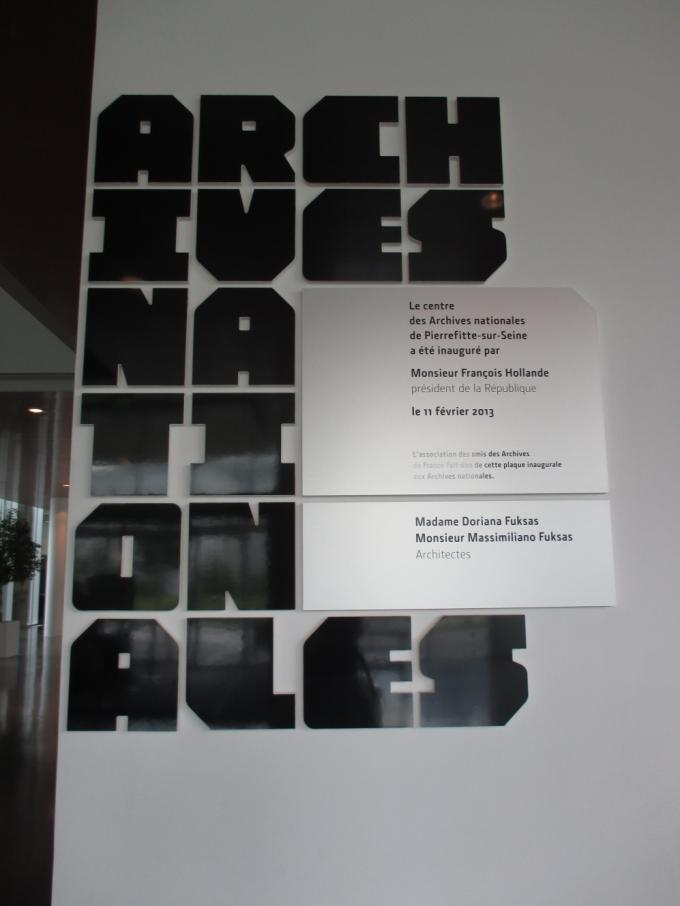 ARCH
IVES
NA
TI
ON
ALES
Le centre
des Archives nationales
de Pierrefitte-sur-Seine
a été inauguré par
Monsieur François Hollande
président de la République
le 11 février 2013
L'association des amis des Archives
de France fait don de cette plaque inaugurale
aux Archives nationales.
Madame Doriana Fuksas
Monsieur Massimiliano Fuksas
Architectes